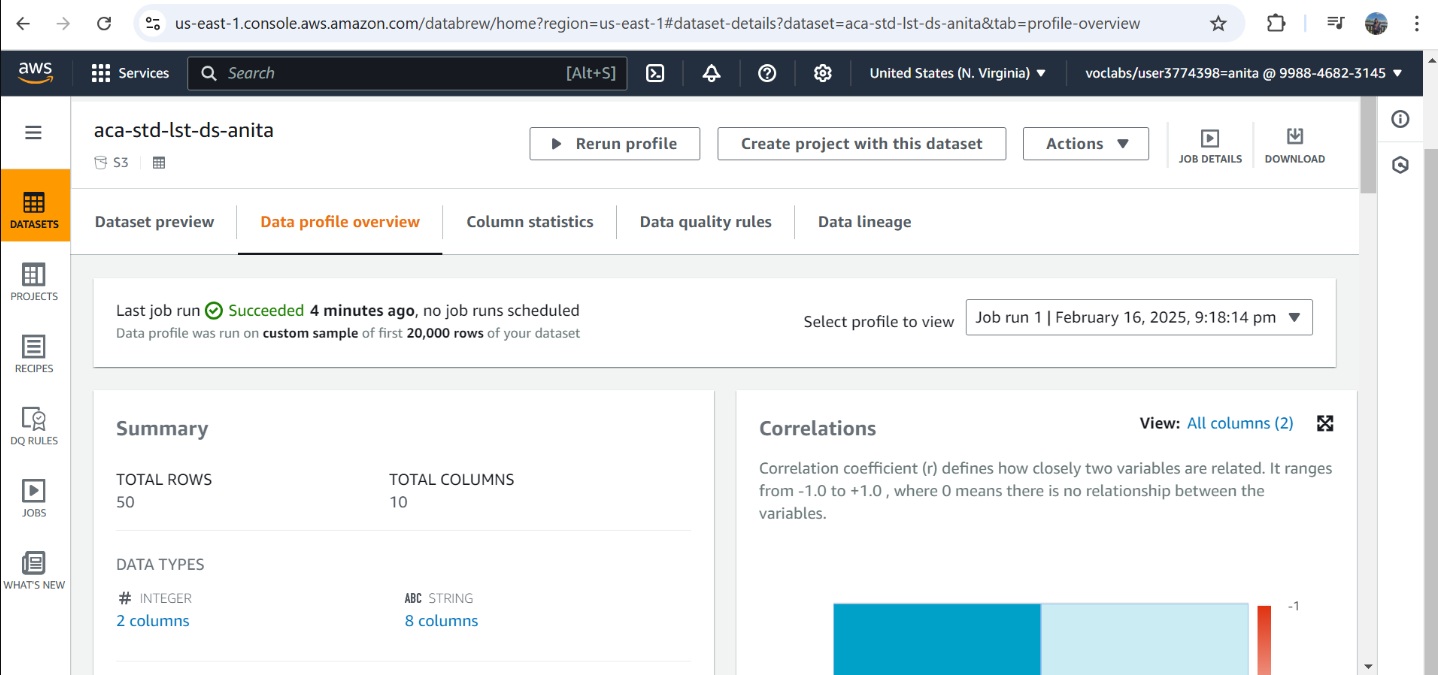 us-east-1.console.aws.amazon.com/databrew/home?region=us-east-1#dataset-details?dataset=aca-std-lst-ds-anita&tab=profile-overview
aws
Services
Search
[Alt+S]
United States (N. Virginia)
voclabs/user3774398=anita @ 9988-4682-3145
aca-std-lst-ds-anita
S3
Rerun profile
Create project with this dataset
Actions
JOB DETAILS
DOWNLOAD
DATASETS
PROJECTS
RECIPES
DQ RULES
JOBS
WHAT'S NEW
Dataset preview
Data profile overview
Column statistics
Data quality rules
Data lineage
Last job run Succeeded 4 minutes ago, no job runs scheduled
Data profile was run on custom sample of first 20,000 rows of your dataset
Select profile to view
Job run 1 | February 16, 2025, 9:18:14 pm
Summary
TOTAL ROWS
50
TOTAL COLUMNS
10
DATA TYPES
# INTEGER
2 columns
ABC STRING
8 columns
Correlations
View: All columns (2)
Correlation coefficient (r) defines how closely two variables are related. It ranges
from -1.0 to +1.0 , where 0 means there is no relationship between the
variables.
-1